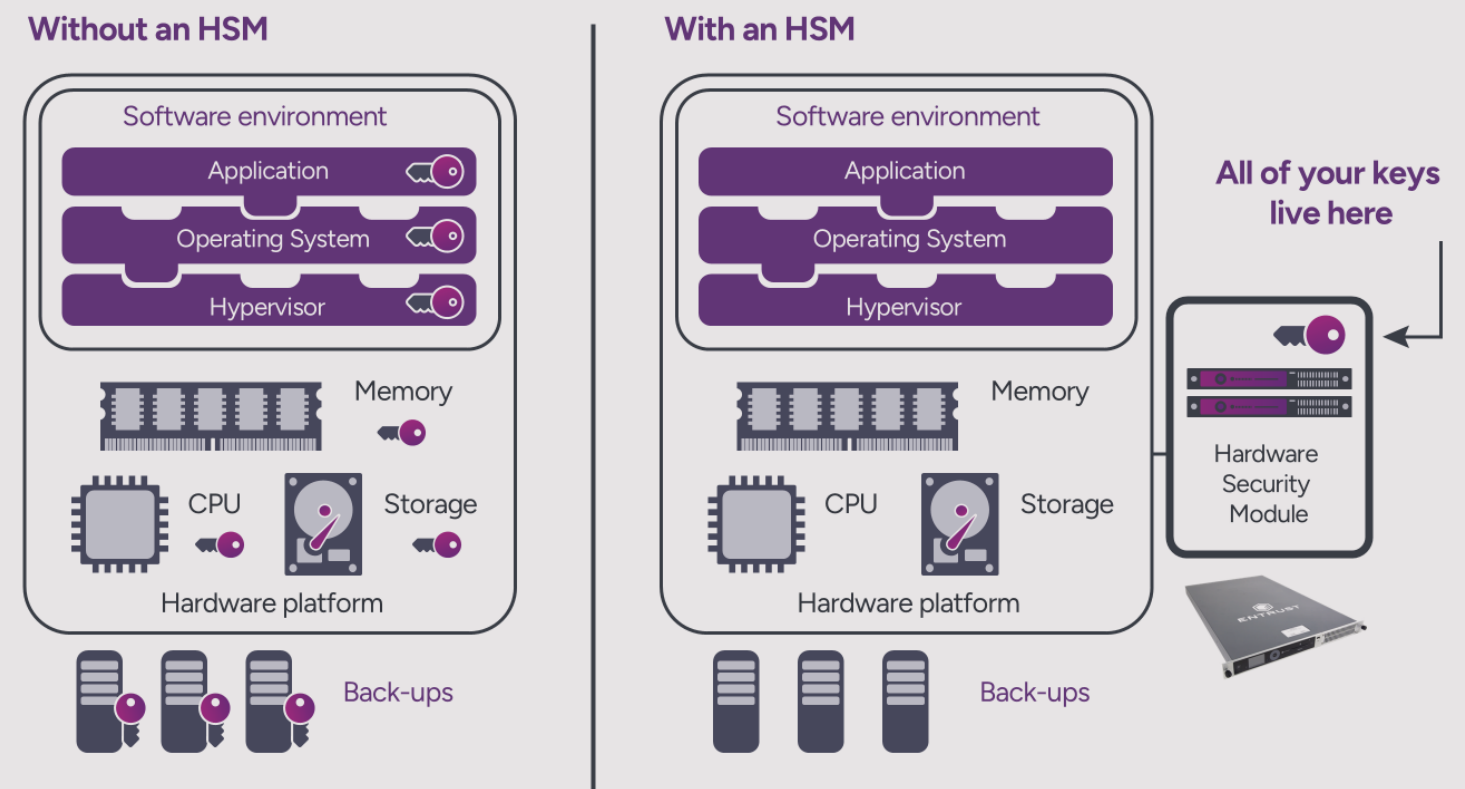 Without an HSM
Software environment
Application
Operating System
Hypervisor
Memory
CPU
Storage
Hardware platform
Back-ups
With an HSM
Software environment
Application
Operating System
Hypervisor
Memory
CPU
Storage
Hardware platform
Back-ups
All of your keys
live here
Hardware
Security
Module
ENTRUST